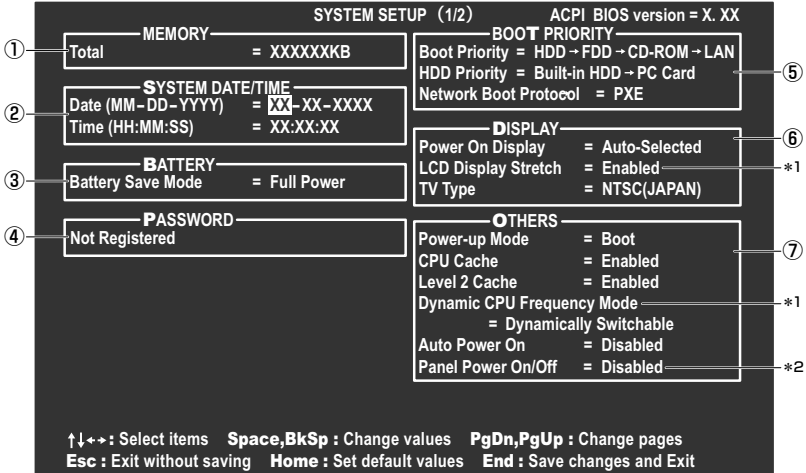 SYSTEM SETUP (1/2) ACPI BIOS version = X. XX
① MEMORY
Total = XXXXXXKB
② SYSTEM DATE/TIME
Date (MM-DD-YYYY) = XX-XX-XXXX
Time (HH:MM:SS) = XX:XX:XX
③ BATTERY
Battery Save Mode = Full Power
④ PASSWORD
Not Registered
BOOT PRIORITY ⑤
Boot Priority = HDD→FDD→CD-ROM→LAN
HDD Priority = Built-in HDD→PC Card
Network Boot Protocol = PXE
DISPLAY ⑥
Power On Display = Auto-Selected
LCD Display Stretch = Enabled *1
TV Type = NTSC(JAPAN)
OTHERS ⑦
Power-up Mode = Boot
CPU Cache = Enabled
Level 2 Cache = Enabled
Dynamic CPU Frequency Mode *1
= Dynamically Switchable
Auto Power On = Disabled
Panel Power On/Off = Disabled *2
↑↓←→: Select items Space,BkSp : Change values PgDn,PgUp : Change pages
Esc : Exit without saving Home : Set default values End : Save changes and Exit